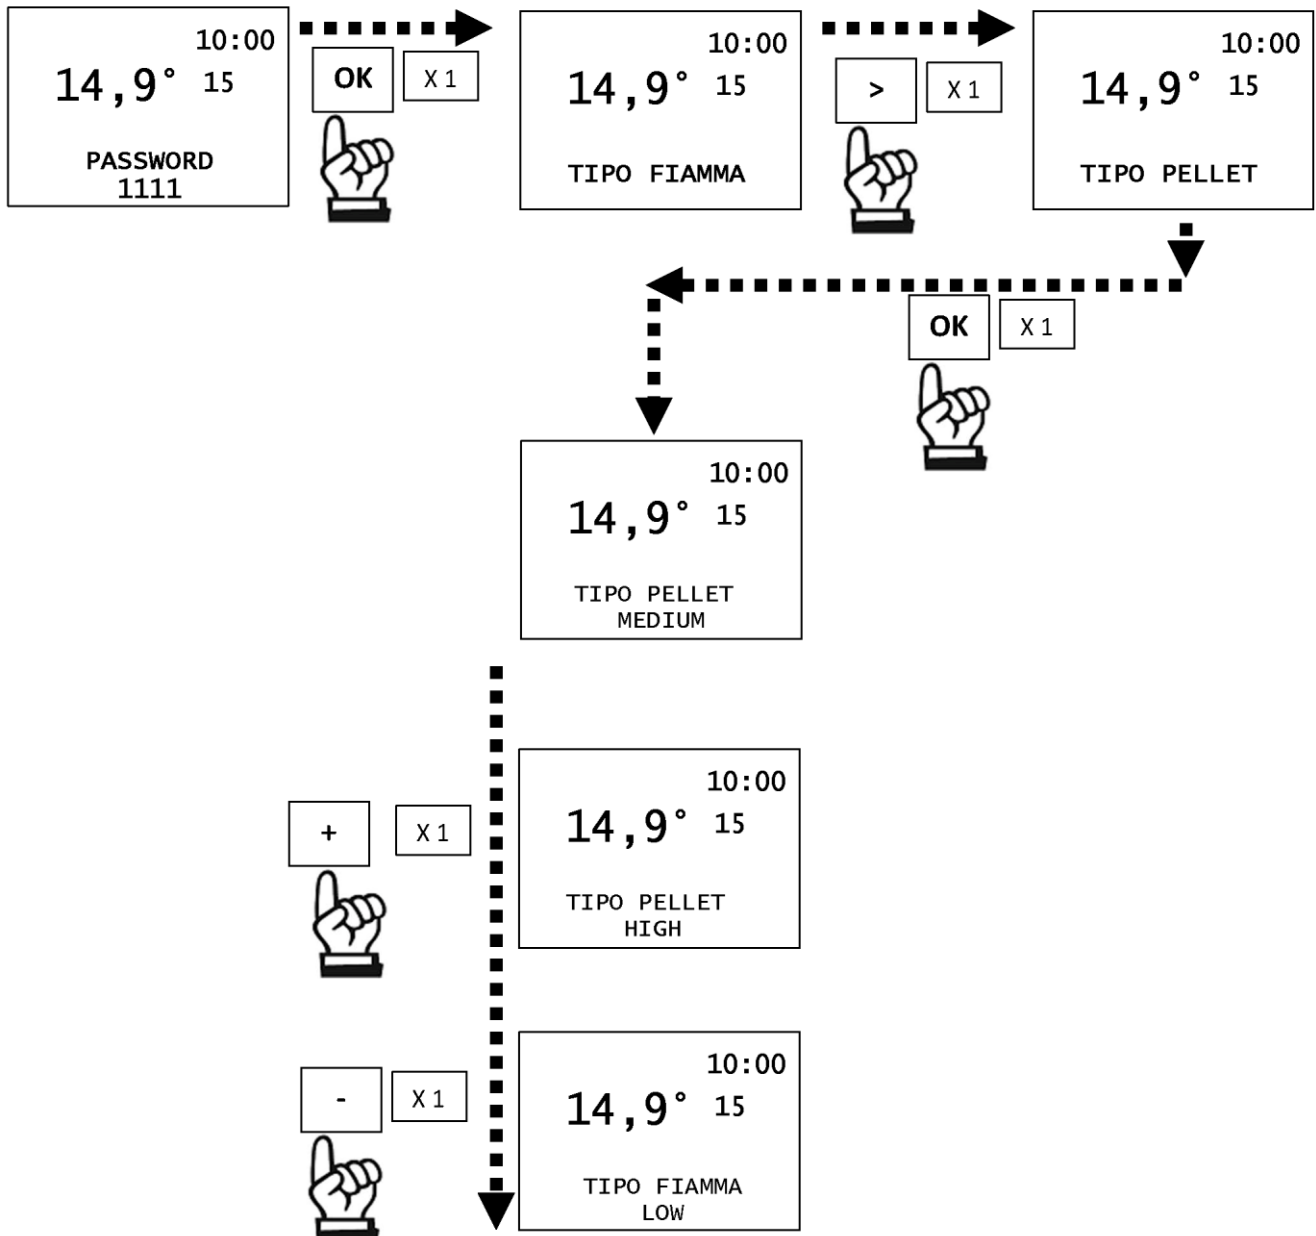 10:00
14,9° 15
PASSWORD
1111
OK X 1
10:00
14,9° 15
TIPO FIAMMA
> X 1
10:00
14,9° 15
TIPO PELLET
OK X 1
10:00
14,9° 15
TIPO PELLET
MEDIUM
+ X 1
10:00
14,9° 15
TIPO PELLET
HIGH
- X 1
10:00
14,9° 15
TIPO FIAMMA
LOW